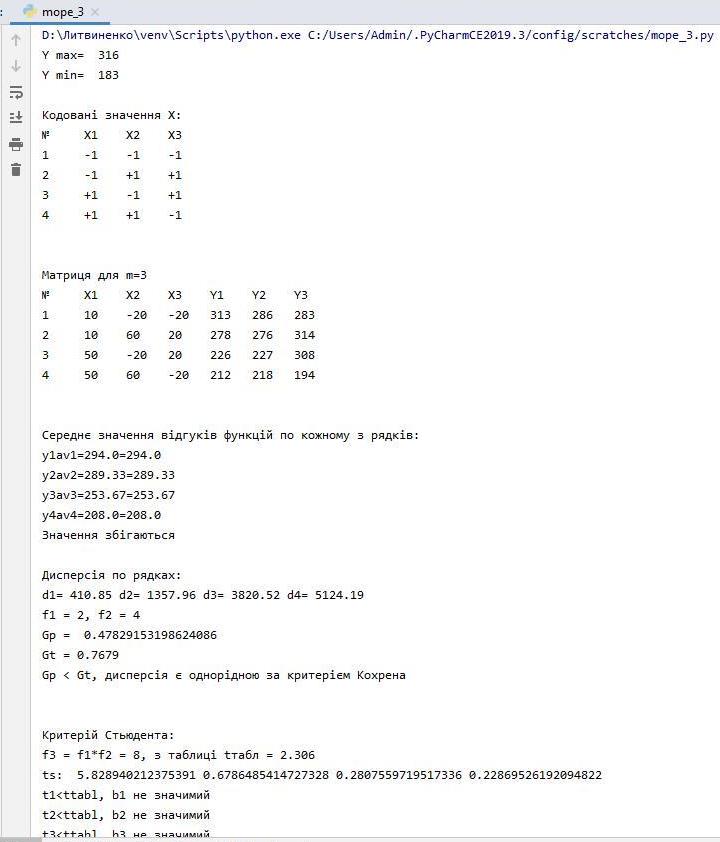 mope_3
D:\Литвиненко\venv\Scripts\python.exe C:/Users/Admin/.PyCharmCE2019.3/config/scratches/mope_3.py
Y max=  316
Y min=  183
Кодовані значення X:
№ X1 X2 X3
1 -1 -1 -1
2 -1 +1 +1
3 +1 -1 +1
4 +1 +1 -1
Матриця для m=3
№ X1 X2 X3 Y1 Y2 Y3
1 10 -20 -20 313 286 283
2 10 60 20 278 276 314
3 50 -20 20 226 227 308
4 50 60 -20 212 218 194
Середнє значення відгуків функцій по кожному з рядків:
y1av1=294.0=294.0
y2av2=289.33=289.33
y3av3=253.67=253.67
y4av4=208.0=208.0
Значення збігаються
Дисперсія по рядках:
d1= 410.85 d2= 1357.96 d3= 3820.52 d4= 5124.19
f1 = 2, f2 = 4
Gp =  0.47829153198624086
Gt = 0.7679
Gp < Gt, дисперсія є однорідною за критерієм Кохрена
Критерій Стьюдента:
f3 = f1*f2 = 8, з таблиці tтабл = 2.306
ts:  5.828940212375391 0.6786485414727328 0.2807559719517336 0.22869526192094822
t1<ttabl, b1 не значимий
t2<ttabl, b2 не значимий
t3<ttabl, b3 не значимий